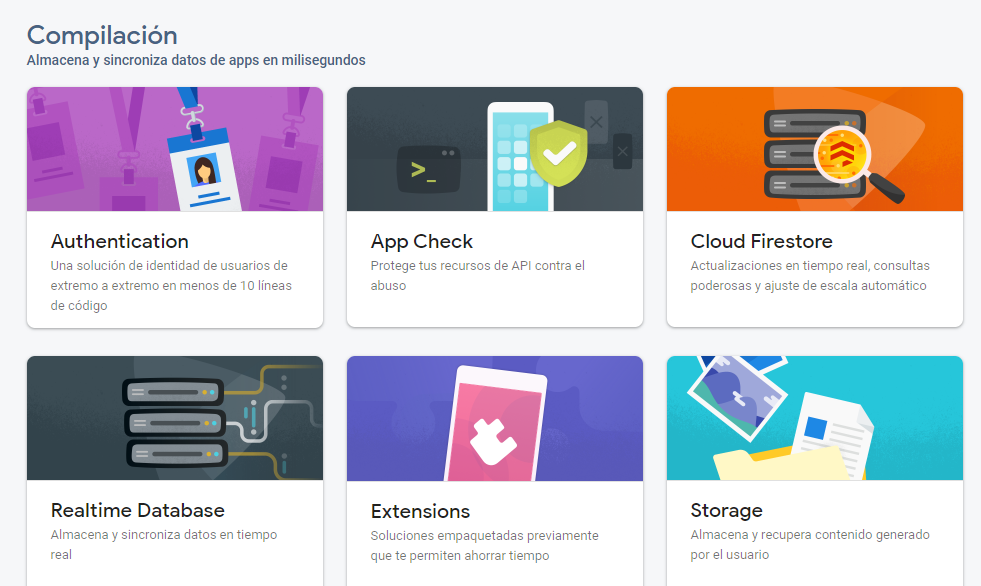 Compilación
Almacena y sincroniza datos de apps en milisegundos
Authentication
Una solución de identidad de usuarios de
extremo a extremo en menos de 10 líneas
de código
App Check
Protege tus recursos de API contra el
abuso
Cloud Firestore
Actualizaciones en tiempo real, consultas
poderosas y ajuste de escala automático
Realtime Database
Almacena y sincroniza datos en tiempo
real
Extensions
Soluciones empaquetadas previamente
que te permiten ahorrar tiempo
Storage
Almacena y recupera contenido generado
por el usuario